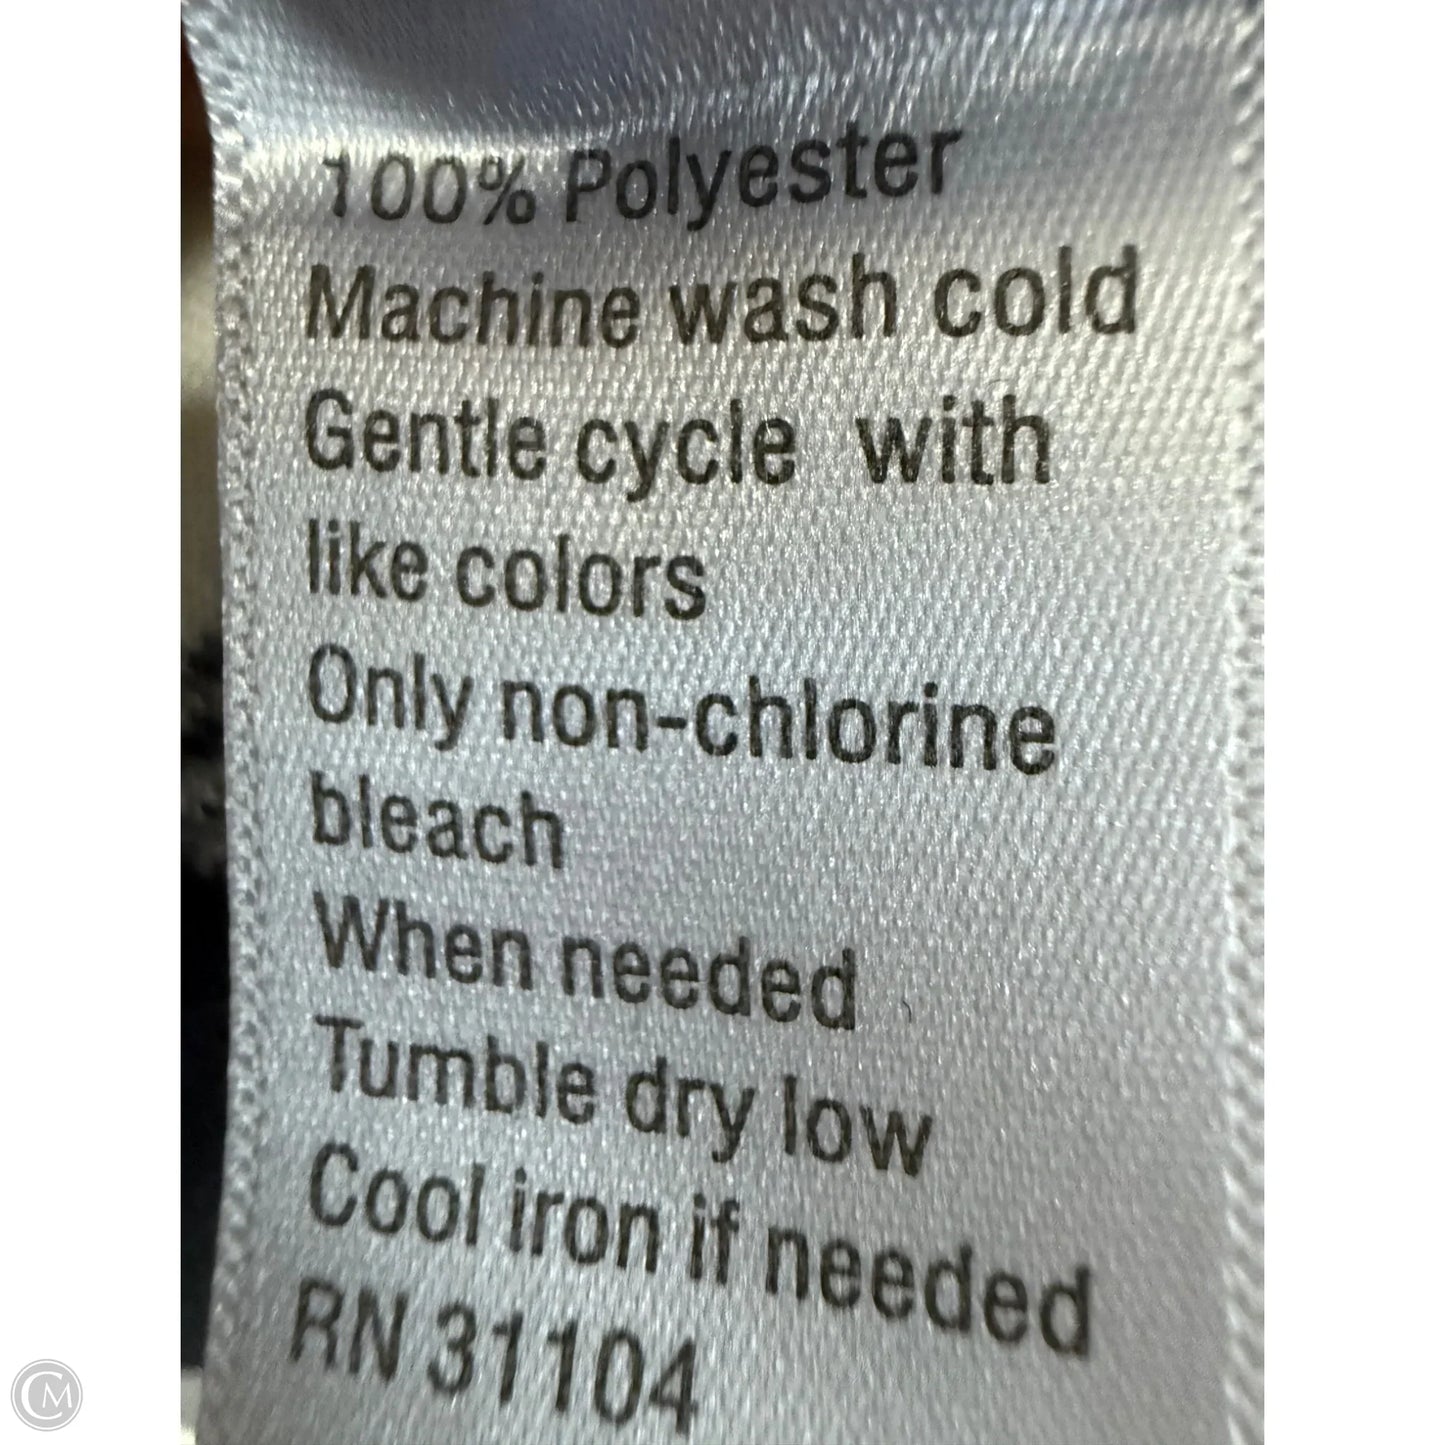 100% Polyester
Machine wash cold
Gentle cycle with
like colors
Only non-chlorine
bleach
When needed
Tumble dry low
Cool iron if needed
RN 31104
CM